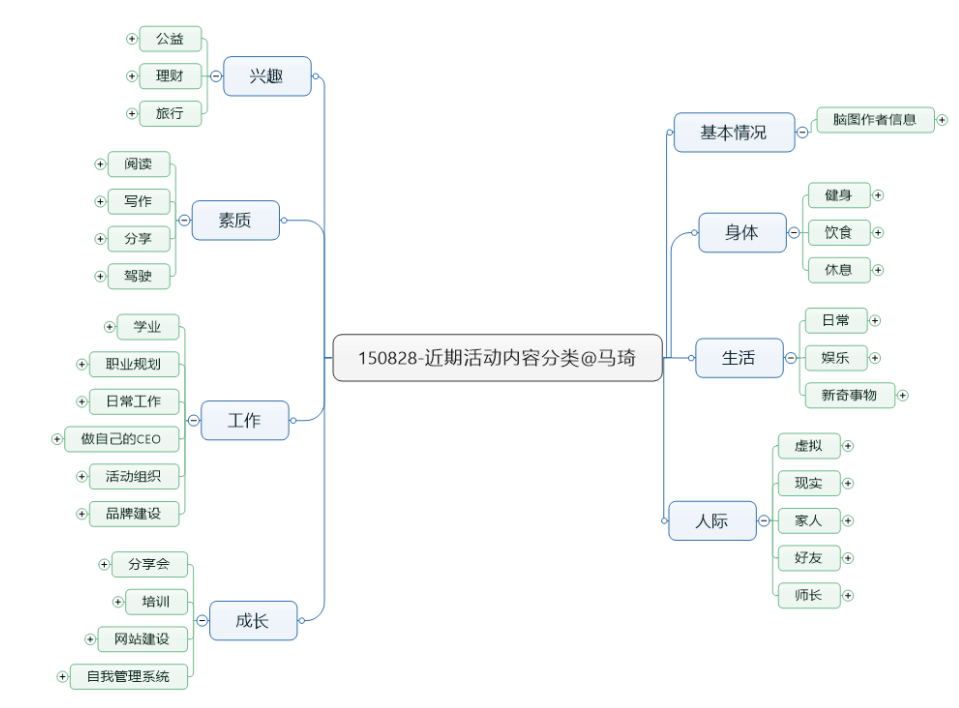 150828-近期活动内容分类@马琦
基本情况
脑图作者信息
身体
健身
饮食
休息
生活
日常
娱乐
新奇事物
人际
虚拟
现实
家人
好友
师长
兴趣
公益
理财
旅行
素质
阅读
写作
分享
驾驶
工作
学业
职业规划
日常工作
做自己的CEO
活动组织
品牌建设
成长
分享会
培训
网站建设
自我管理系统